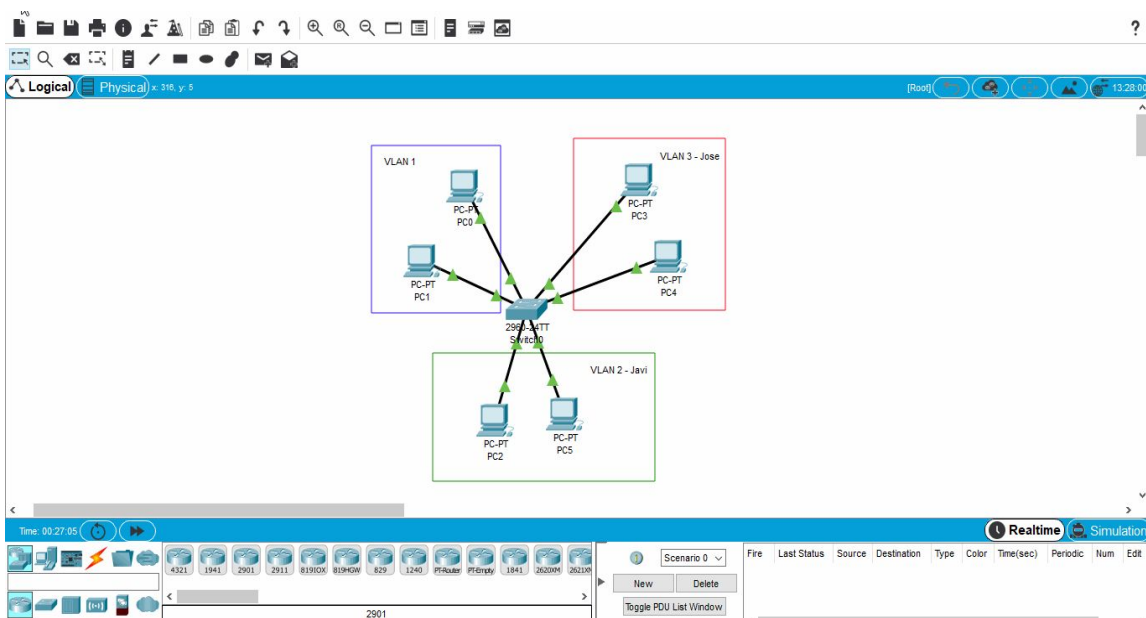 ?
Logical
Physical
x: 316, y: 5
[Root]
13:28:00
VLAN 1
PC-PT
PC0
PC-PT
PC1
VLAN 3 - Jose
PC-PT
PC3
PC-PT
PC4
2960-24TT
Switch0
VLAN 2 - Javi
PC-PT
PC2
PC-PT
PC5
Time: 00:27:05
Realtime
Simulation
4321
1941
2901
2911
819IOX
819HGW
829
1240
PT-Router
PT-Empty
1841
2620XM
2621XM
2901
Scenario 0
New
Delete
Toggle PDU List Window
Fire Last Status Source Destination Type Color Time(sec) Periodic Num Edit